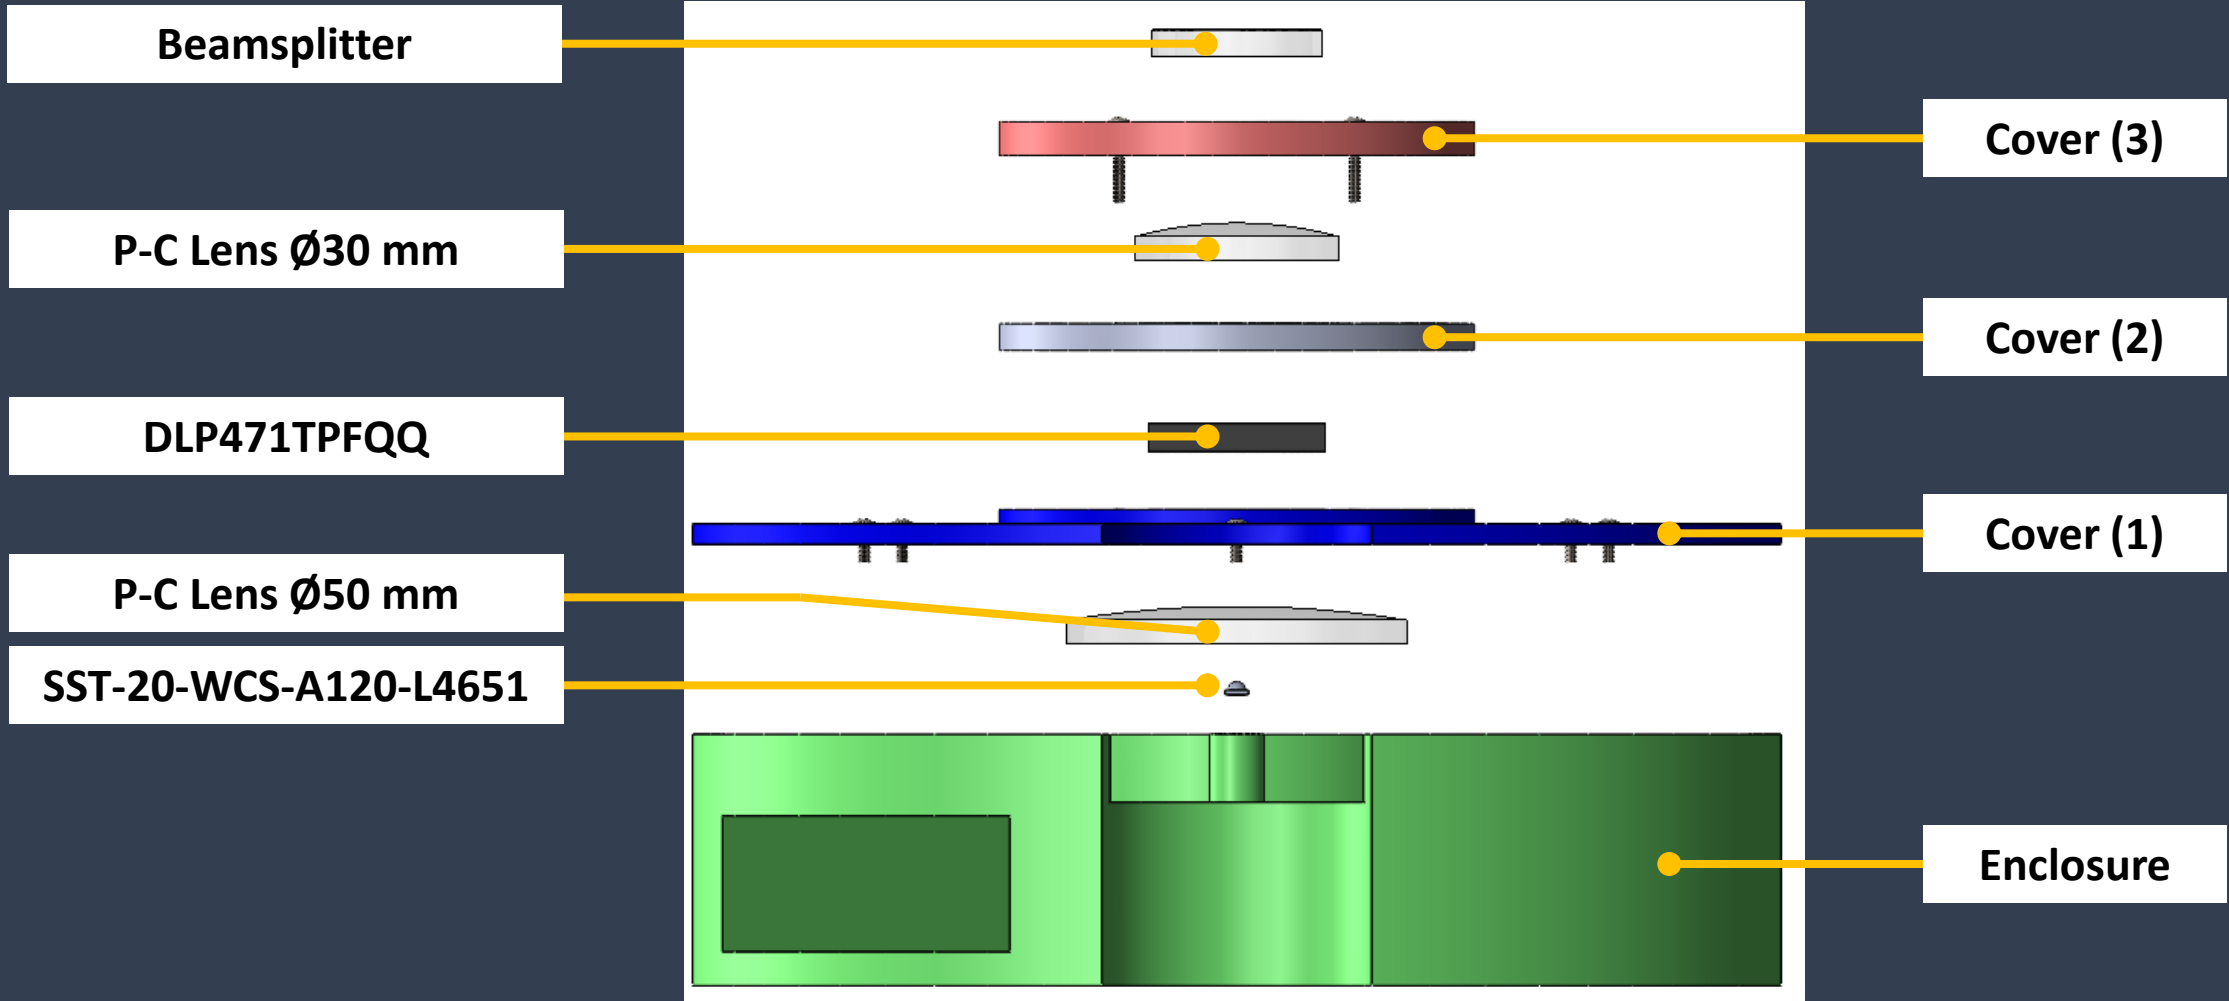 Beamsplitter
Cover (3)
P-C Lens Ø30 mm
Cover (2)
DLP471TPFQQ
Cover (1)
P-C Lens Ø50 mm
SST-20-WCS-A120-L4651
Enclosure